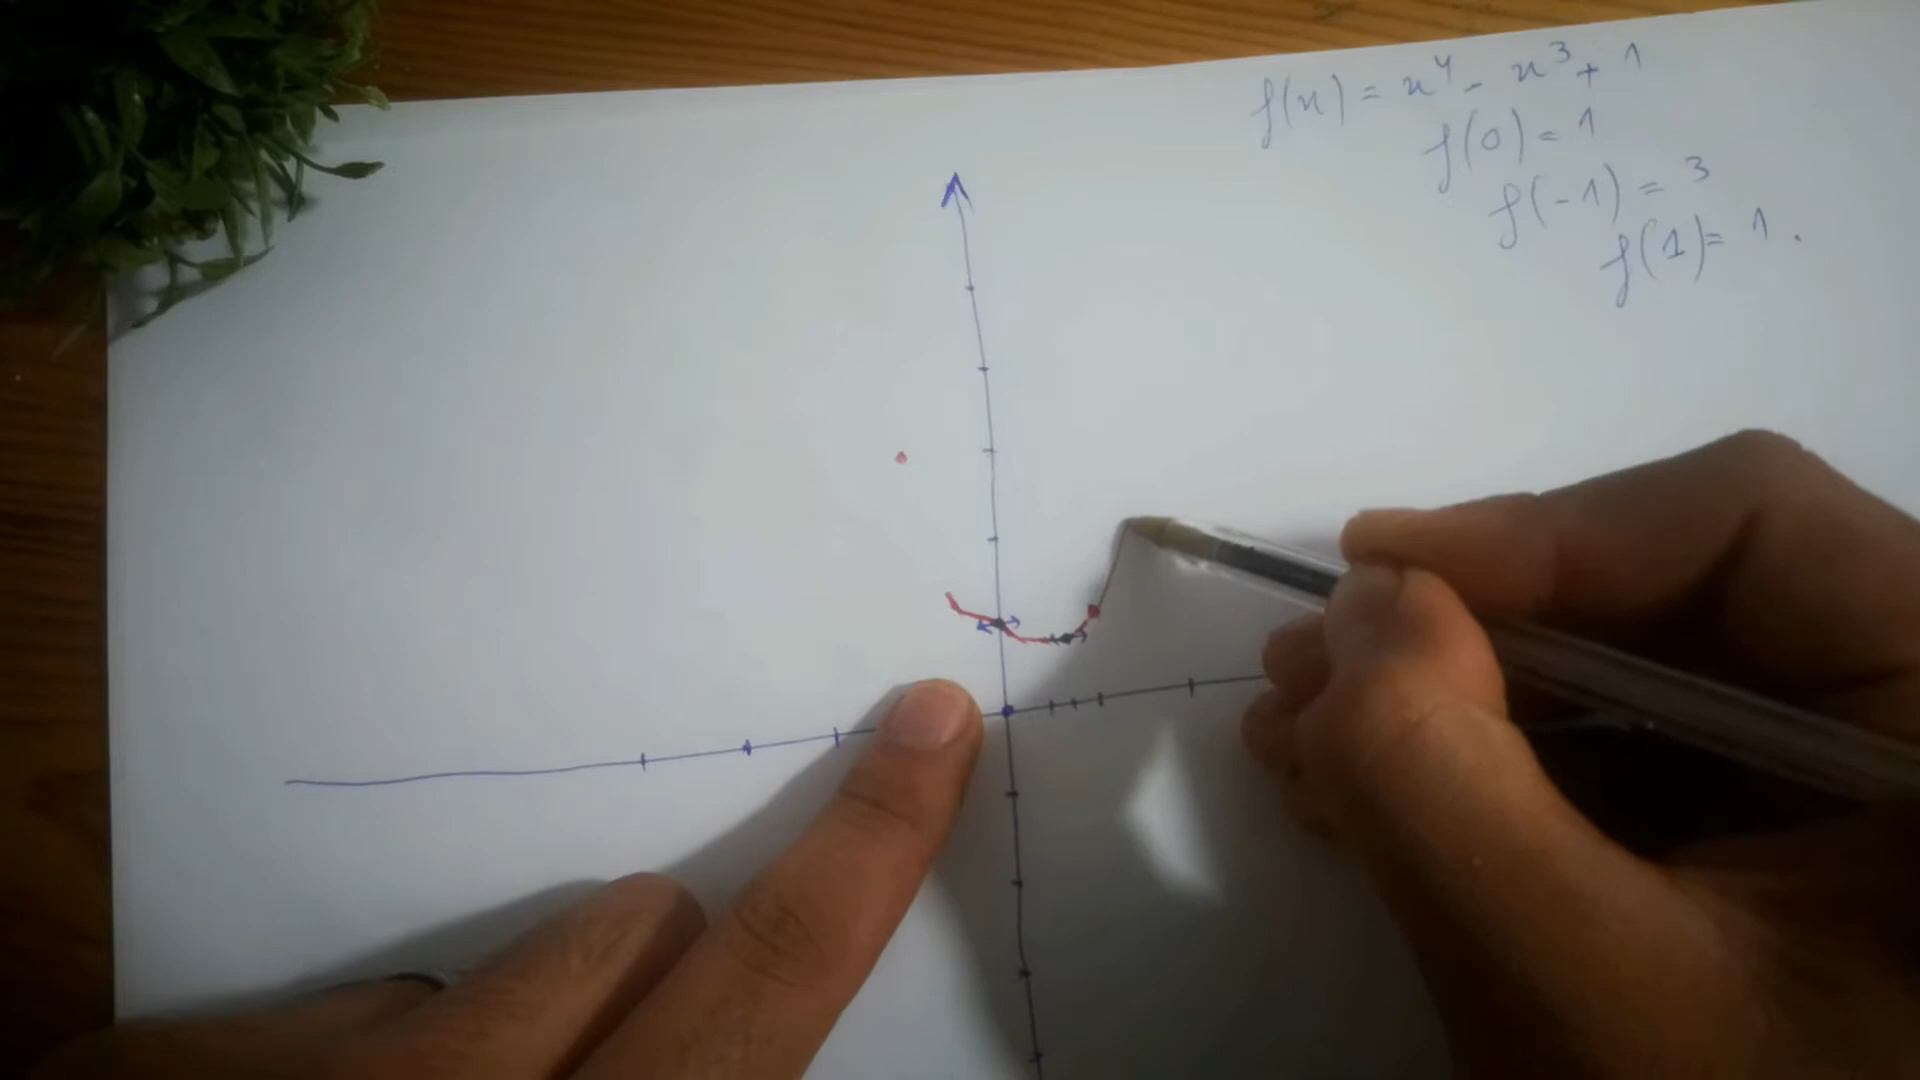 f(x) = x⁴ - x³ + 1
f(0) = 1
f(-1) = 3
f(1) = 1.